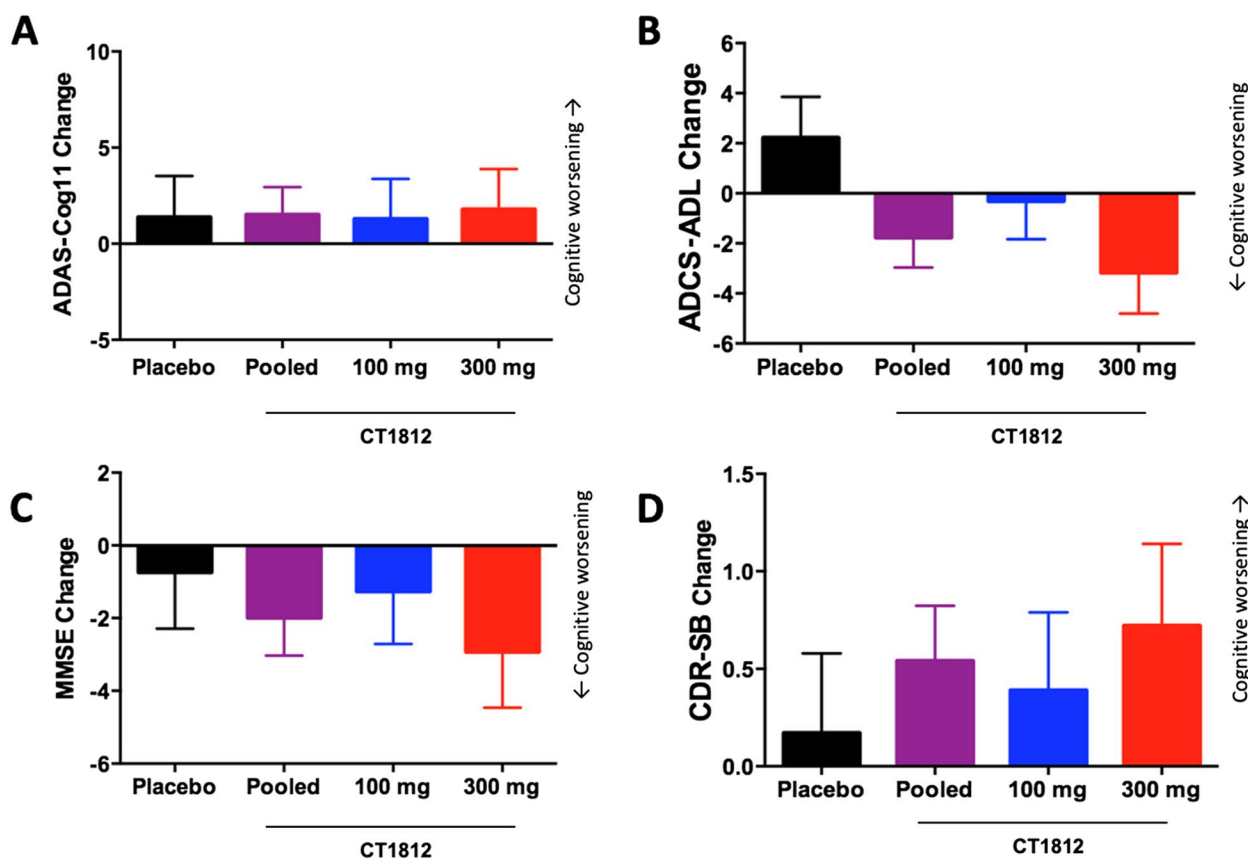 A
ADAS-Cog11 Change
10
5
0
-5
Placebo Pooled 100 mg 300 mg
CT1812
Cognitive worsening →
B
ADCS-ADL Change
6
4
2
0
-2
-4
-6
Placebo Pooled 100 mg 300 mg
CT1812
← Cognitive worsening
C
MMSE Change
2
0
-2
-4
-6
Placebo Pooled 100 mg 300 mg
CT1812
← Cognitive worsening
D
CDR-SB Change
1.5
1.0
0.5
0.0
Placebo Pooled 100 mg 300 mg
CT1812
Cognitive worsening →